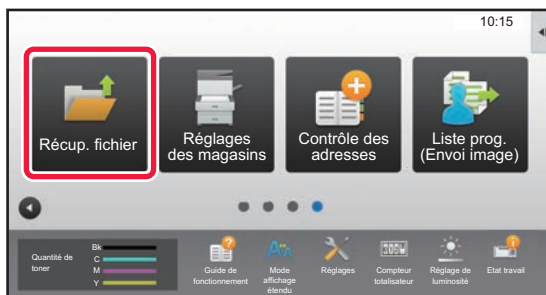 10:15
Récup. fichier
Réglages
des magasins
Contrôle des
adresses
Liste prog.
(Envoi image)
Quantité de
toner
Bk
C
M
Y
Guide de
fonctionnement
Mode
affichage
étendu
Réglages
Compteur
totalisateur
Réglage de
luminosité
Etat travail